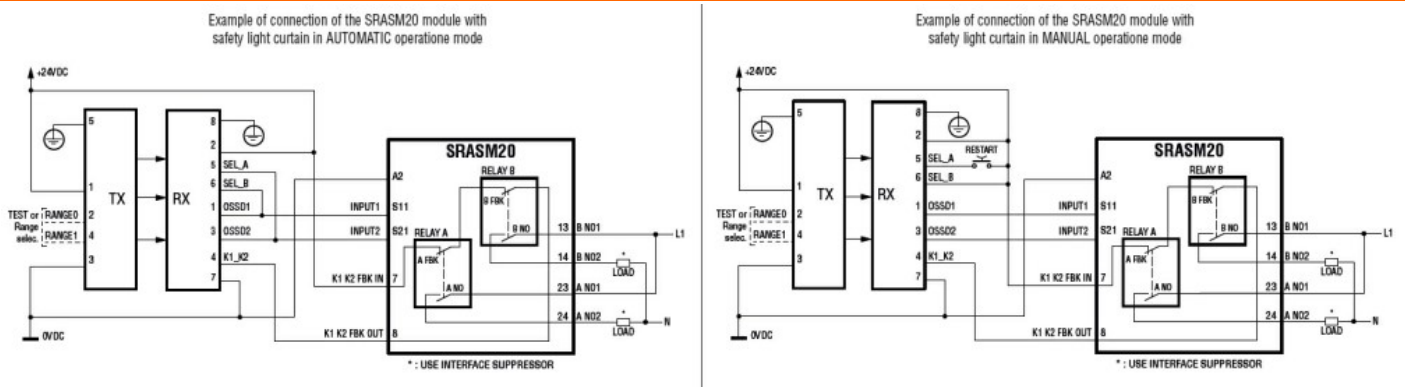 Example of connection of the SRASM20 module with
safety light curtain in AUTOMATIC operatione mode
+24VDC
5
8
2
SRASM20
5 SEL_A
A2
RELAY B
6 SEL_B
B FBK
1
TX
RX
1 OSSD1
INPUT1 S11
TEST or RANGE0 2
Range
selec. RANGE1 4
3 OSSD2
INPUT2 S21
RELAY A
B NO
13 B NO1
L1
3
4 K1_K2
A FBK
14 B NO2
*
LOAD
7
K1 K2 FBK IN 7
A NO
23 A NO1
24 A NO2
*
LOAD
N
0VDC
K1 K2 FBK OUT 8
* : USE INTERFACE SUPPRESSOR
Example of connection of the SRASM20 module with
safety light curtain in MANUAL operatione mode
+24VDC
5
8
2
RESTART
SRASM20
5 SEL_A
A2
RELAY B
6 SEL_B
B FBK
1
TX
RX
1 OSSD1
INPUT1 S11
TEST or RANGE0 2
Range
selec. RANGE1 4
3 OSSD2
INPUT2 S21
RELAY A
B NO
13 B NO1
L1
3
4 K1_K2
A FBK
14 B NO2
*
LOAD
7
K1 K2 FBK IN 7
A NO
23 A NO1
24 A NO2
*
LOAD
N
0VDC
K1 K2 FBK OUT 8
* : USE INTERFACE SUPPRESSOR